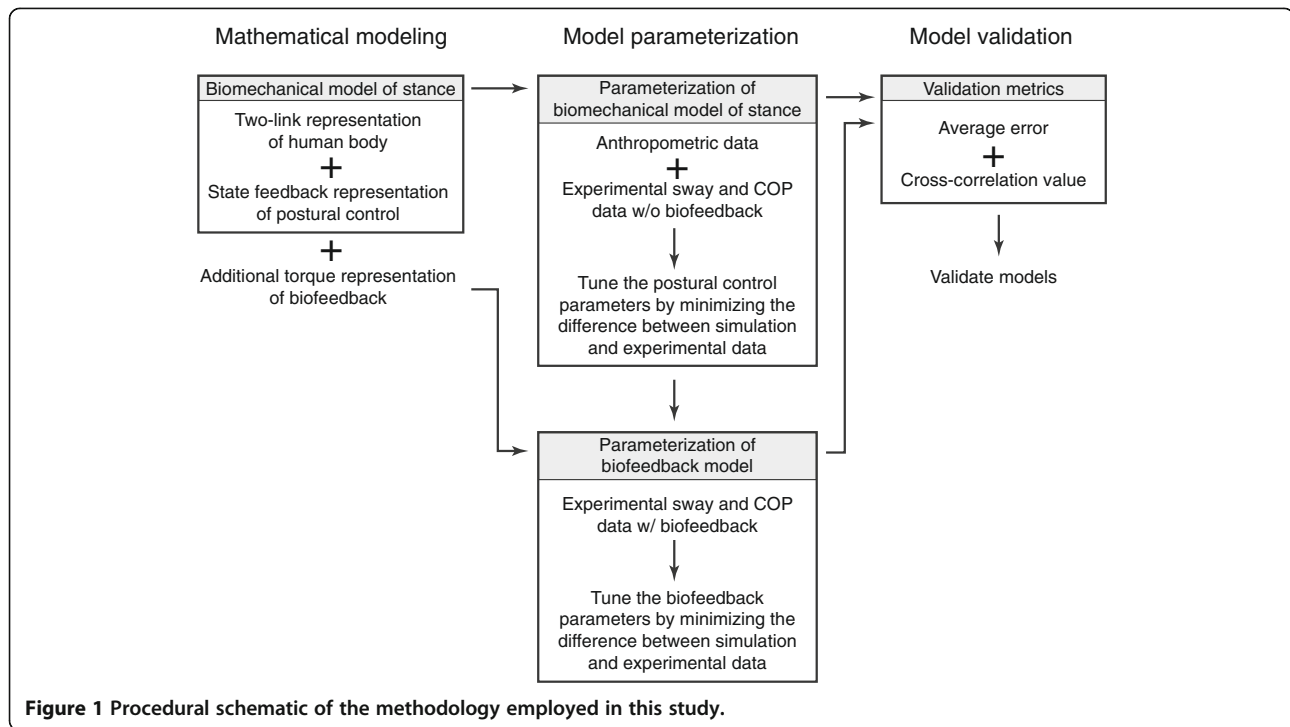 Mathematical modeling
Model parameterization
Model validation
Biomechanical model of stance
Two-link representation
of human body
+
State feedback representation
of postural control
+
Additional torque representation
of biofeedback
Parameterization of
biomechanical model of stance
Anthropometric data
+
Experimental sway and COP
data w/o biofeedback
Tune the postural control
parameters by minimizing the
difference between simulation
and experimental data
Parameterization of
biofeedback model
Experimental sway and COP
data w/ biofeedback
Tune the biofeedback
parameters by minimizing the
difference between simulation
and experimental data
Validation metrics
Average error
+
Cross-correlation value
Validate models
Figure 1 Procedural schematic of the methodology employed in this study.